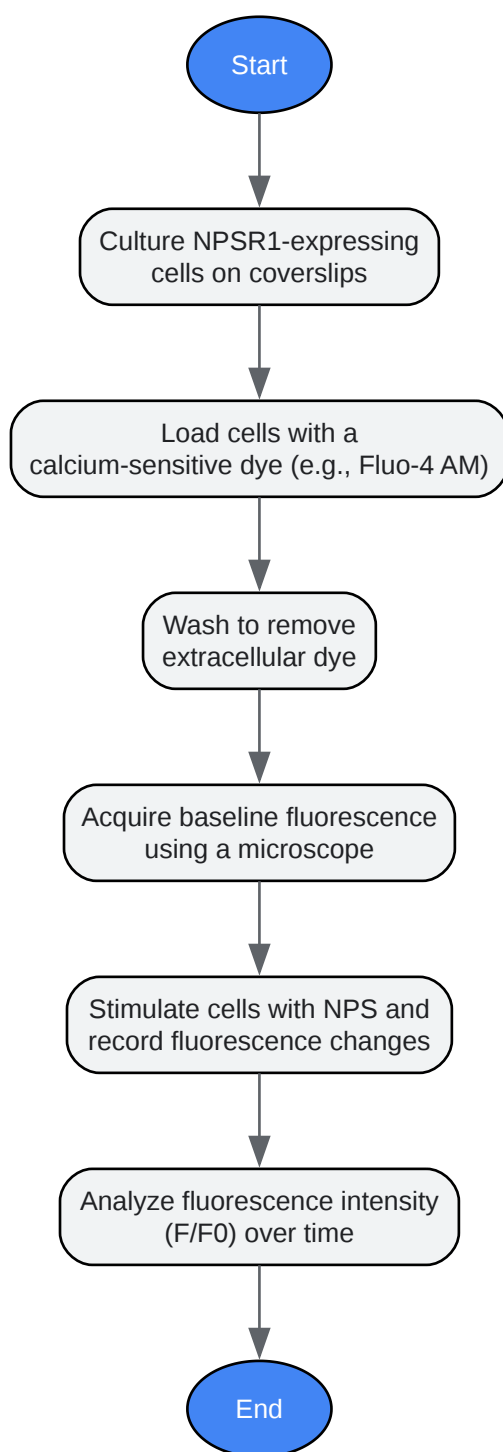 Start
Culture NPSR1-expressing
cells on coverslips
Load cells with a
calcium-sensitive dye (e.g., Fluo-4 AM)
Wash to remove
extracellular dye
Acquire baseline fluorescence
using a microscope
Stimulate cells with NPS and
record fluorescence changes
Analyze fluorescence intensity
(F/F0) over time
End